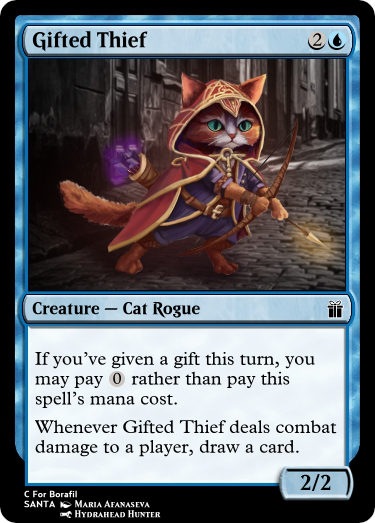 Gifted Thief 2
Creature — Cat Rogue
If you've given a gift this turn, you
may pay 0 rather than pay this
spell's mana cost.
Whenever Gifted Thief deals combat
damage to a player, draw a card.
2/2
C For Borafil
SANTA Maria Afanaseva
Hydrahead Hunter